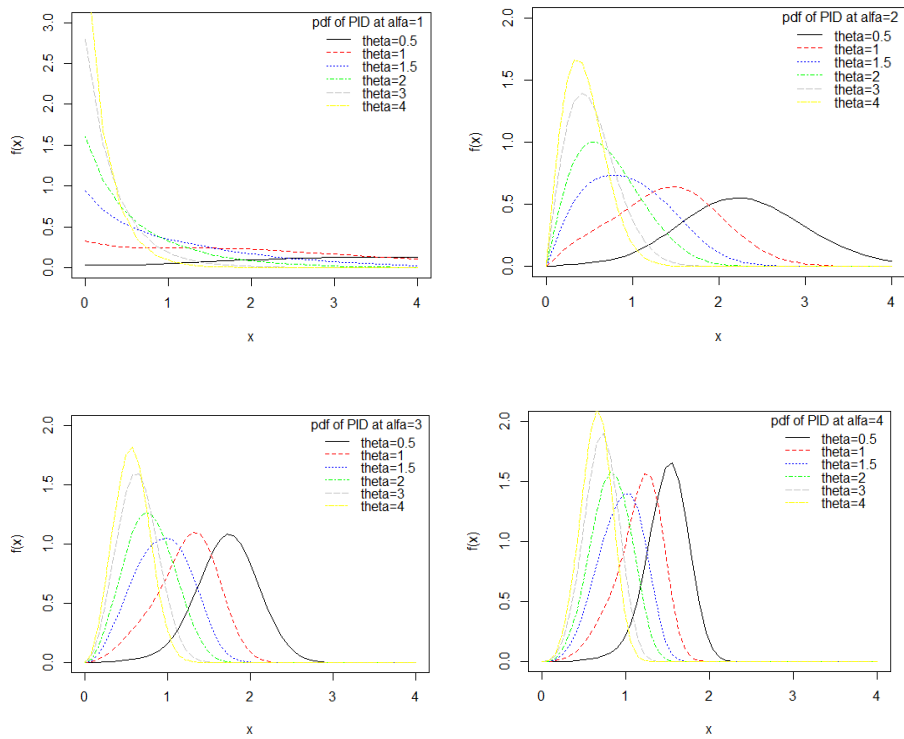 pdf of PID at alfa=1
theta=0.5
theta=1
theta=1.5
theta=2
theta=3
theta=4
3.0
2.5
2.0
1.5
1.0
0.5
0.0
f(x)
0 1 2 3 4
x
pdf of PID at alfa=2
theta=0.5
theta=1
theta=1.5
theta=2
theta=3
theta=4
2.0
1.5
1.0
0.5
0.0
f(x)
0 1 2 3 4
x
pdf of PID at alfa=3
theta=0.5
theta=1
theta=1.5
theta=2
theta=3
theta=4
2.0
1.5
1.0
0.5
0.0
f(x)
0 1 2 3 4
x
pdf of PID at alfa=4
theta=0.5
theta=1
theta=1.5
theta=2
theta=3
theta=4
2.0
1.5
1.0
0.5
0.0
f(x)
0 1 2 3 4
x